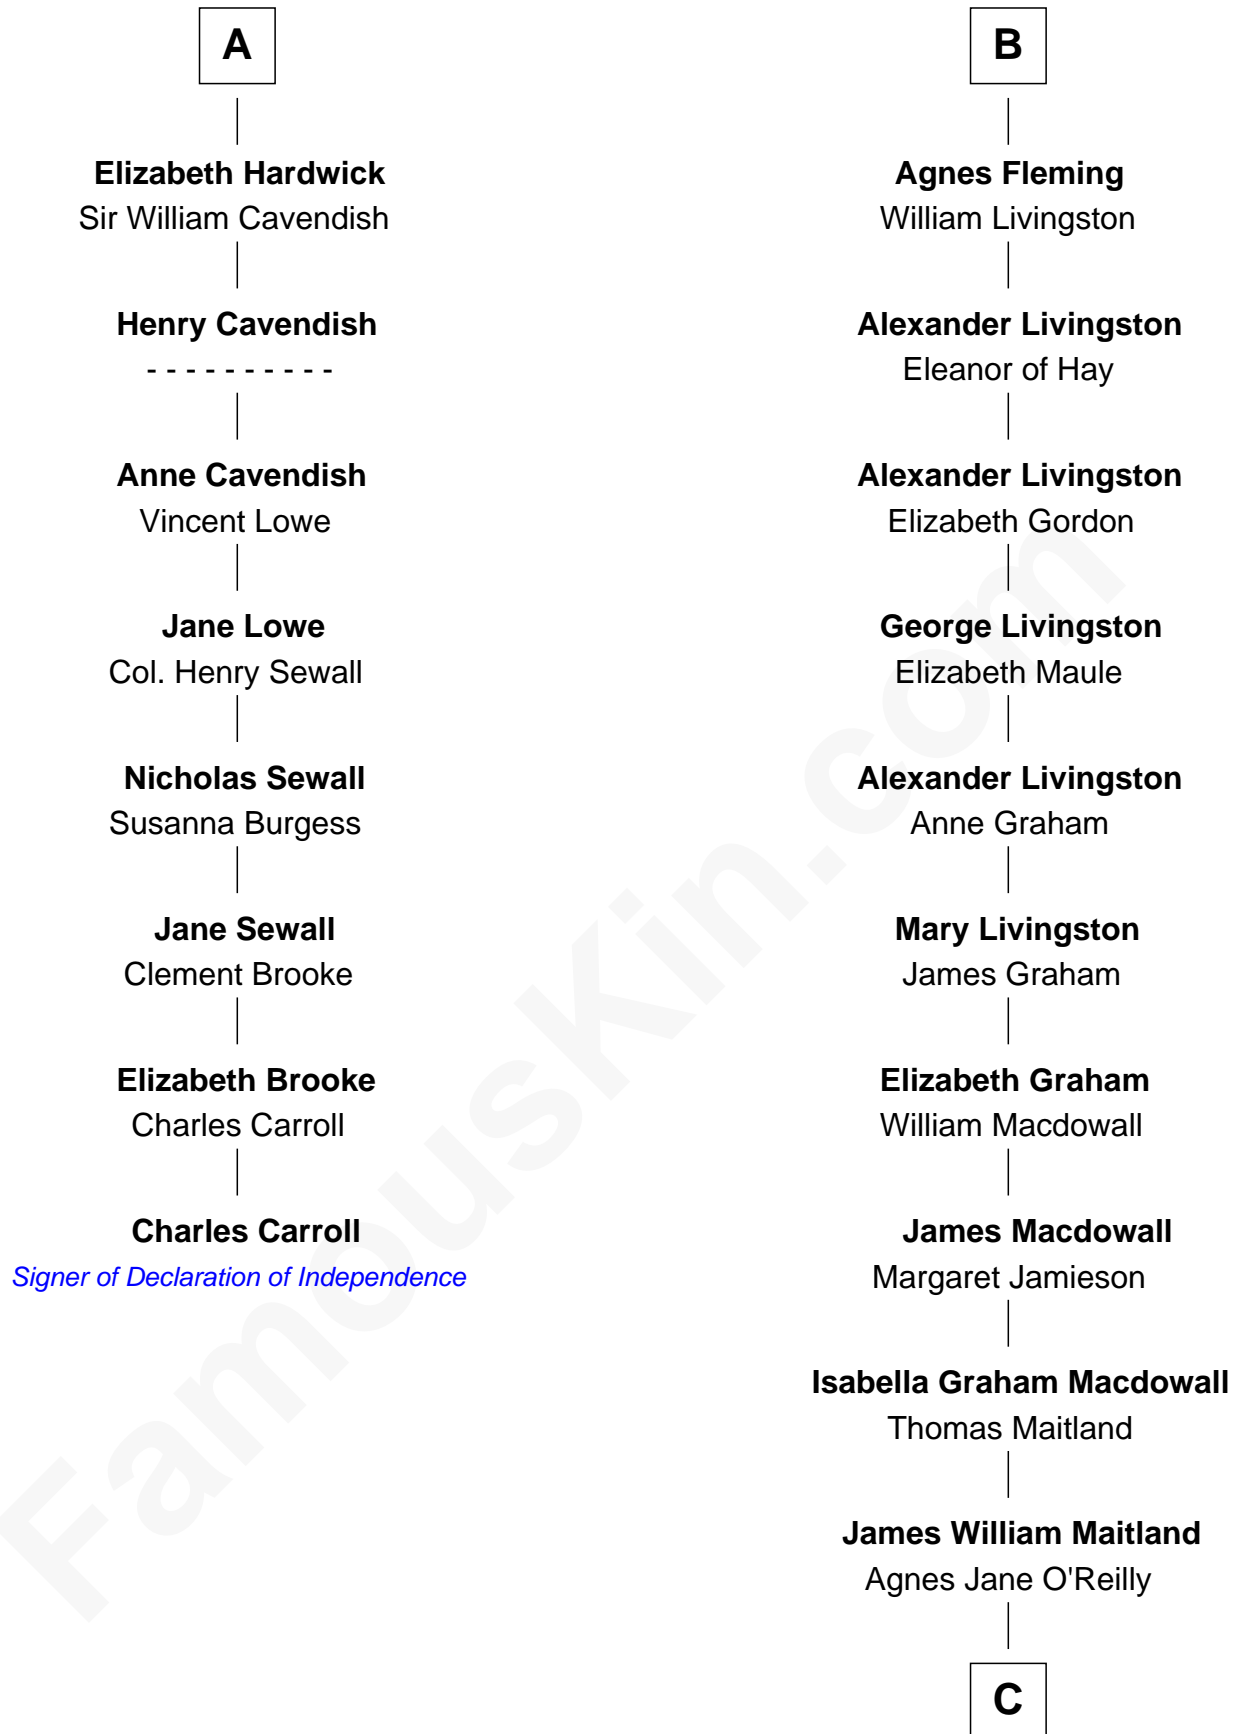 A
Elizabeth Hardwick
Sir William Cavendish
Henry Cavendish
- - - - - - - - - -
Anne Cavendish
Vincent Lowe
Jane Lowe
Col. Henry Sewall
Nicholas Sewall
Susanna Burgess
Jane Sewall
Clement Brooke
Elizabeth Brooke
Charles Carroll
Charles Carroll
Signer of Declaration of Independence
B
Agnes Fleming
William Livingston
Alexander Livingston
Eleanor of Hay
Alexander Livingston
Elizabeth Gordon
George Livingston
Elizabeth Maule
Alexander Livingston
Anne Graham
Mary Livingston
James Graham
Elizabeth Graham
William Macdowall
James Macdowall
Margaret Jamieson
Isabella Graham Macdowall
Thomas Maitland
James William Maitland
Agnes Jane O'Reilly
C
FamousKin.com